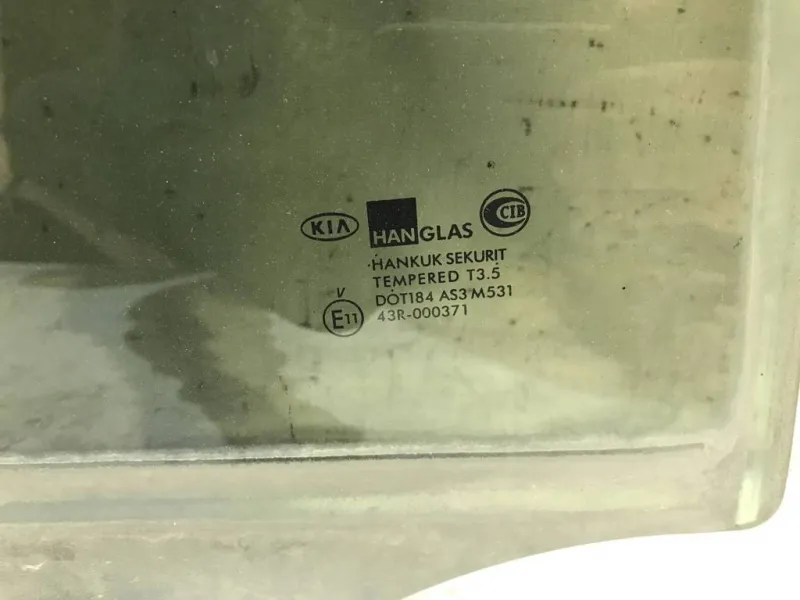 KIA HANGLAS CIB
HANKUK SEKURIT
TEMPERED T3.5
V DOT184 AS3 M531
E11 43R-000371